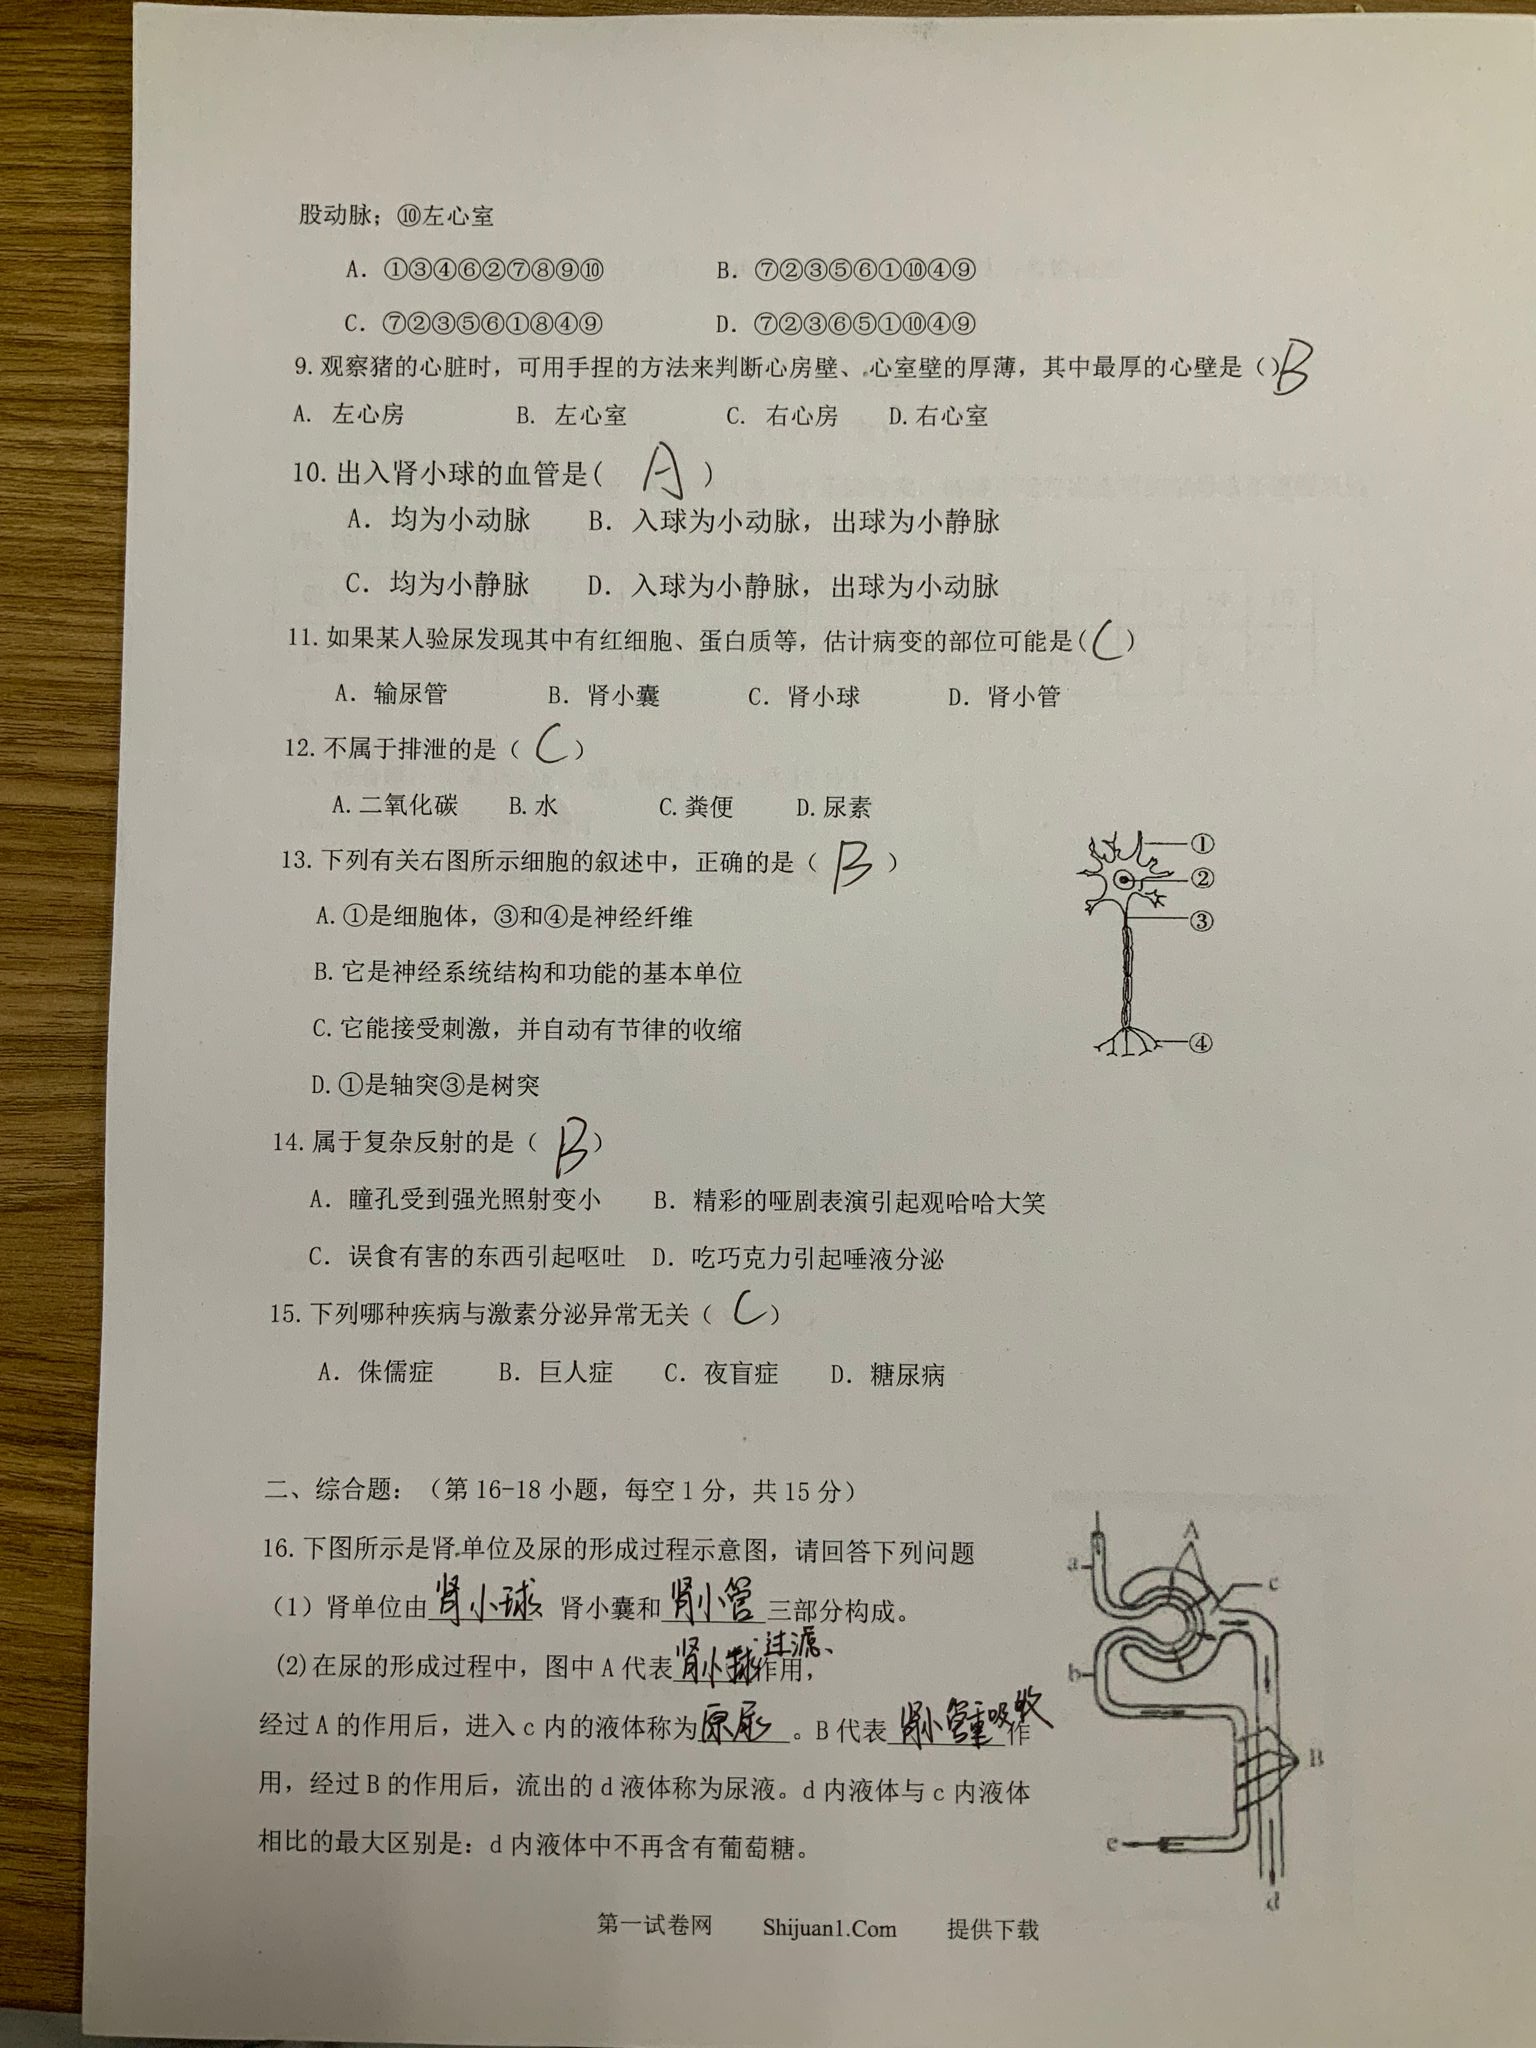 股动脉；⑩左心室
A. ①③④⑥②⑦⑧⑨⑩ B. ⑦②③⑤⑥①⑩④⑨
C. ⑦②③⑤⑥①⑧④⑨ D. ⑦②③⑥⑤①⑩④⑨
9. 观察猪的心脏时，可用手捏的方法来判断心房壁、心室壁的厚薄，其中最厚的心壁是（）B
A. 左心房 B. 左心室 C. 右心房 D.右心室
10. 出入肾小球的血管是( A )
A. 均为小动脉 B. 入球为小动脉，出球为小静脉
C. 均为小静脉 D. 入球为小静脉，出球为小动脉
11. 如果某人验尿发现其中有红细胞、蛋白质等，估计病变的部位可能是（C）
A. 输尿管 B. 肾小囊 C. 肾小球 D. 肾小管
12. 不属于排泄的是（ C ）
A.二氧化碳 B.水 C.粪便 D.尿素
13. 下列有关右图所示细胞的叙述中，正确的是（ B ）
A.①是细胞体，③和④是神经纤维
B.它是神经系统结构和功能的基本单位
C.它能接受刺激，并自动有节律的收缩
D.①是轴突③是树突
①
②
③
④
14. 属于复杂反射的是（ B ）
A. 瞳孔受到强光照射变小 B. 精彩的哑剧表演引起观哈哈大笑
C. 误食有害的东西引起呕吐 D. 吃巧克力引起唾液分泌
15. 下列哪种疾病与激素分泌异常无关（ C ）
A. 侏儒症 B. 巨人症 C. 夜盲症 D. 糖尿病
二、综合题：（第 16-18 小题，每空 1 分，共 15 分）
16. 下图所示是肾单位及尿的形成过程示意图，请回答下列问题
（1）肾单位由肾小球、肾小囊和肾小管三部分构成。
(2)在尿的形成过程中，图中 A 代表肾小球过滤作用，
经过 A 的作用后，进入 c 内的液体称为原尿。B 代表肾小管重吸收作
用，经过 B 的作用后，流出的 d 液体称为尿液。d 内液体与 c 内液体
相比的最大区别是：d 内液体中不再含有葡萄糖。
A
a
c
b
B
e
d
第一试卷网 Shijuan1.Com 提供下载